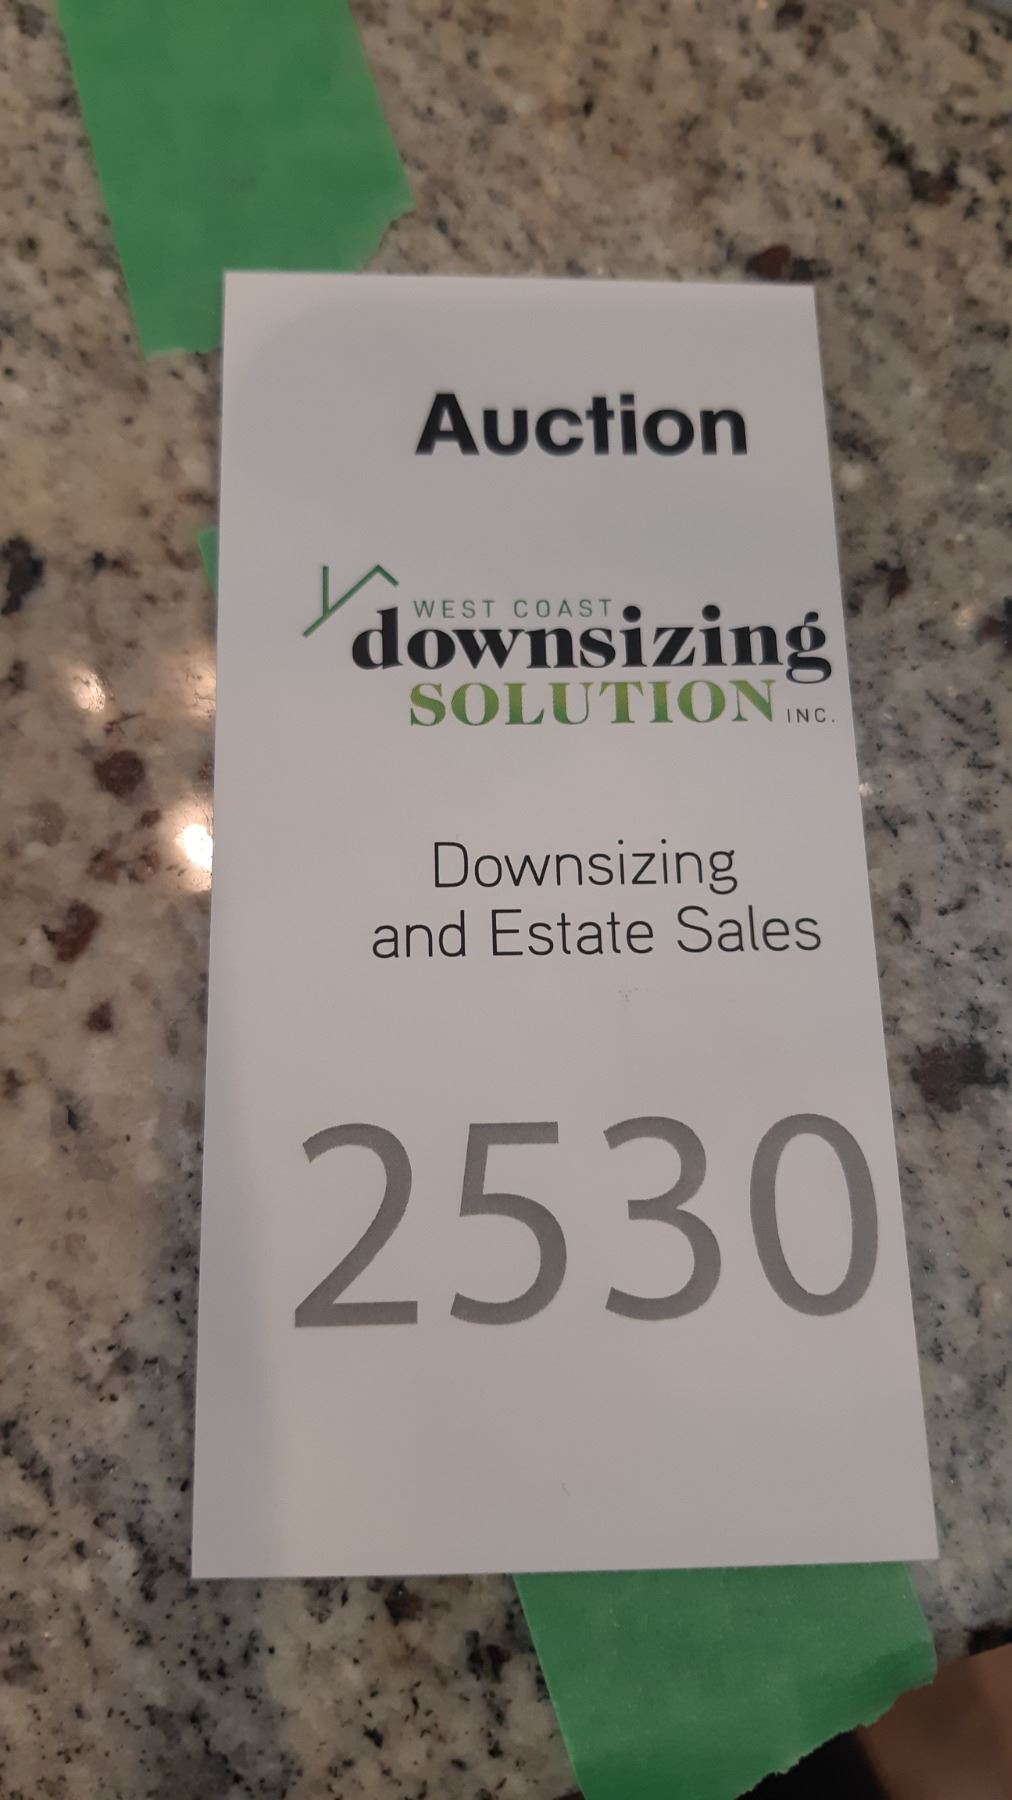 Auction
WEST COAST
downsizing
SOLUTION INC.
Downsizing
and Estate Sales
2530